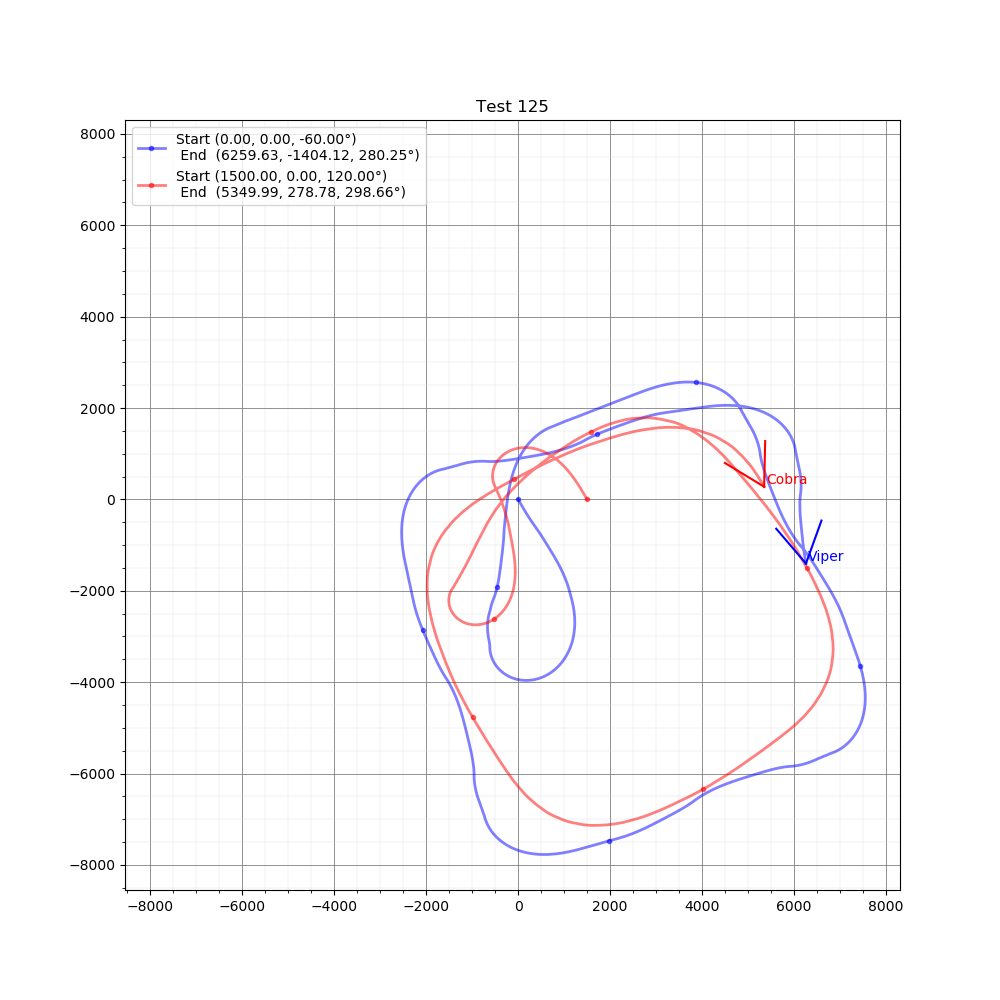 Test 125
Start (0.00, 0.00, -60.00°)
End (6259.63, -1404.12, 280.25°)
Start (1500.00, 0.00, 120.00°)
End (5349.99, 278.78, 298.66°)
8000
6000
4000
2000
0
−2000
−4000
−6000
−8000
Cobra
Viper
−8000 −6000 −4000 −2000 0 2000 4000 6000 8000